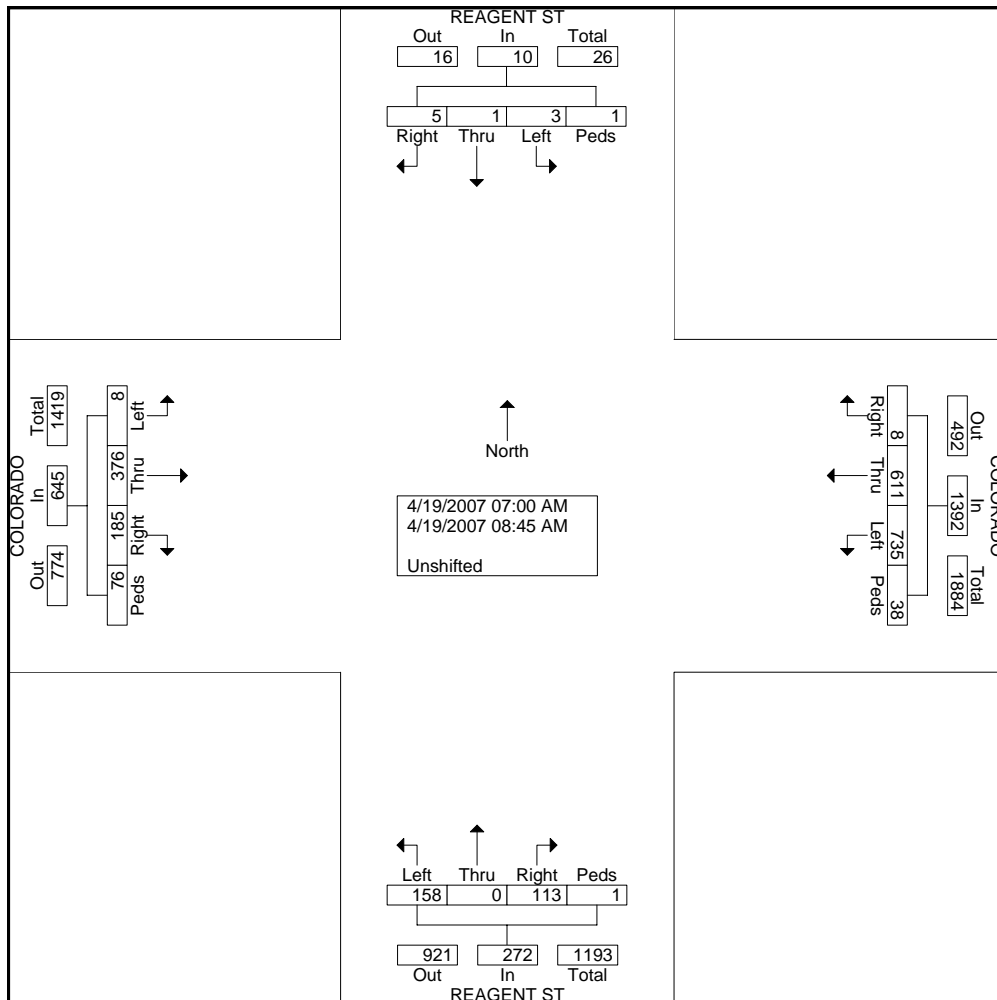 REAGENT ST
Out In Total
16 10 26
5 1 3 1
Right Thru Left Peds
COLORADO
Total In Out
1419 645 774
8 376 185 76
Left Thru Right Peds
North
4/19/2007 07:00 AM
4/19/2007 08:45 AM
Unshifted
Right Thru Left Peds
8 611 735 38
Out In Total
492 1392 1884
COLORADO
Left Thru Right Peds
158 0 113 1
921 272 1193
Out In Total
REAGENT ST